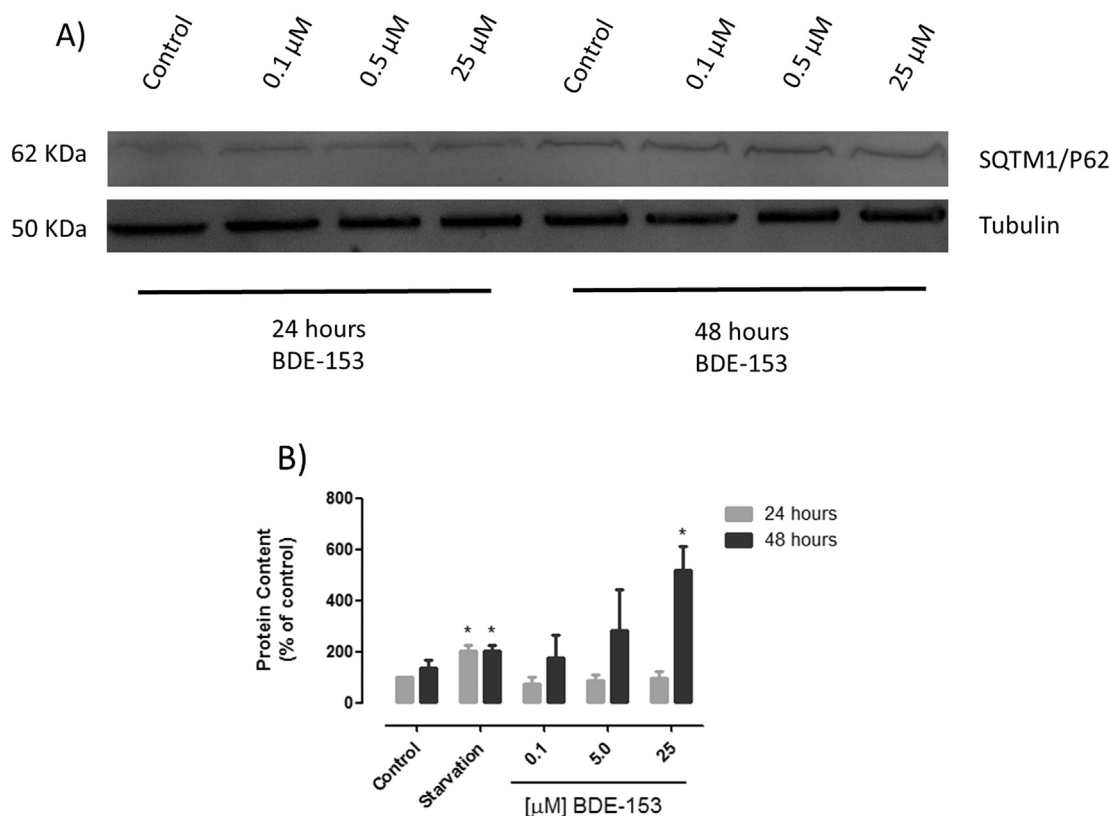 A)
Control
0.1 µM
0.5 µM
25 µM
Control
0.1 µM
0.5 µM
25 µM
62 KDa
SQTM1/P62
50 KDa
Tubulin
24 hours
BDE-153
48 hours
BDE-153
B)
800
600
400
200
0
Protein Content
(% of control)
24 hours
48 hours
*
*
*
Control
Starvation
0.1
5.0
25
[µM] BDE-153